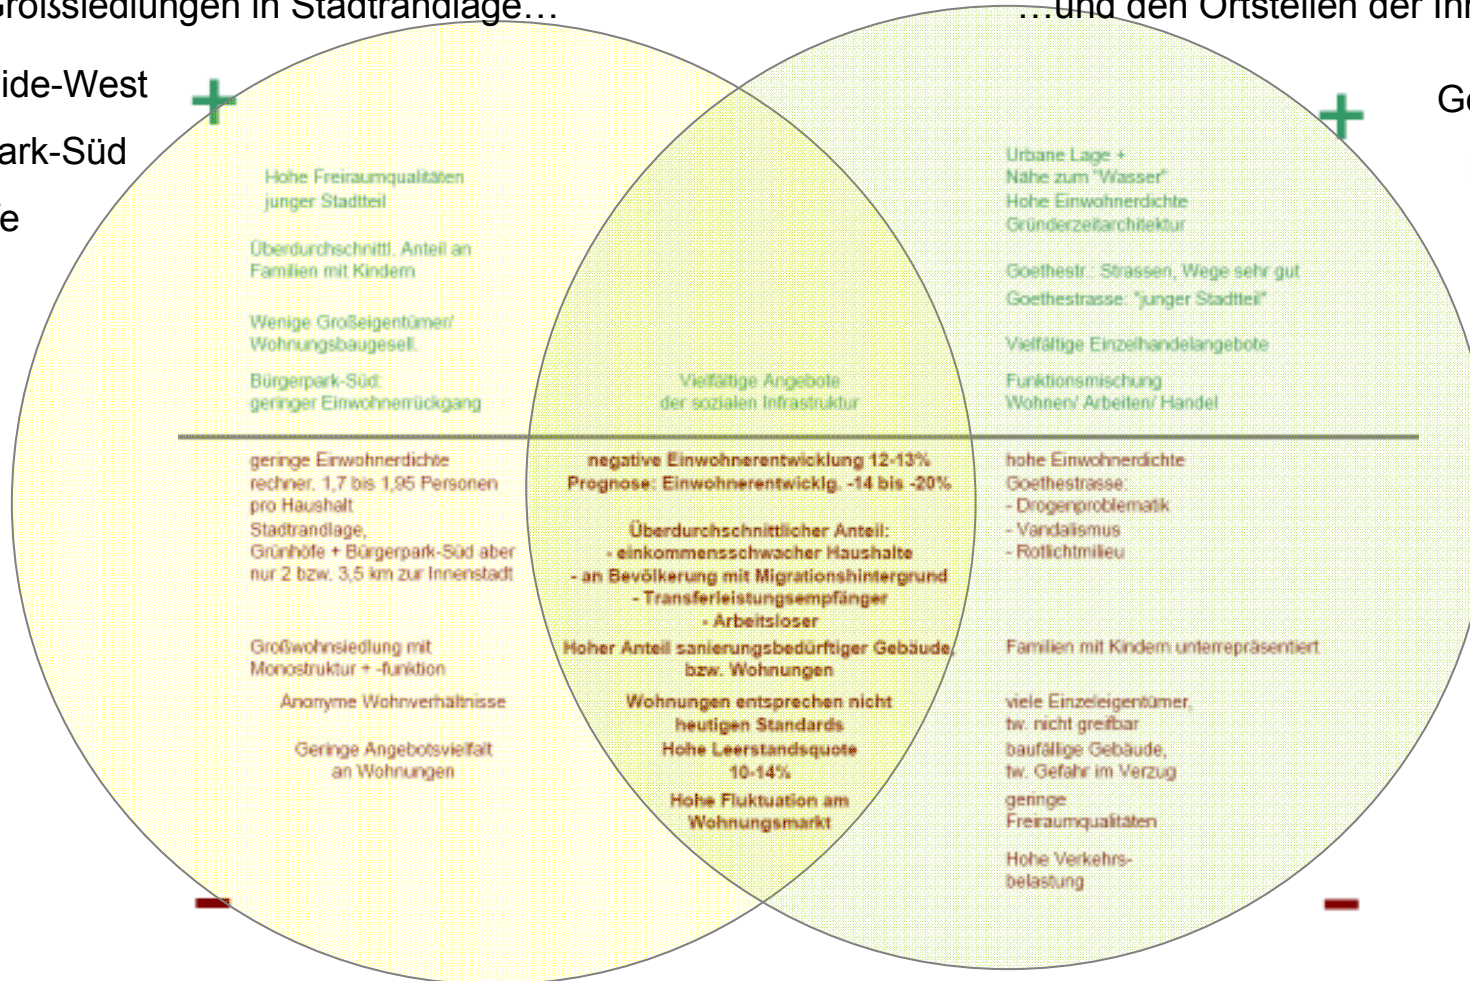 Großsiedlungen in Stadtrandlage…
…und den Ortsteilen der
ide-West
ark-Süd
e
+
Hohe Freiraumqualitäten
junger Stadtteil
Überdurchschnittl. Anteil an
Familien mit Kindern
Wenige Großeigentümer/
Wohnungsbaugesell.
Bürgerpark-Süd:
geringer Einwohnerrückgang
Vielfältige Angebote
der sozialen Infrastruktur
+
Urbane Lage +
Nähe zum "Wasser"
Hohe Einwohnerdichte
Gründerzeitarchitektur
Goethestr.: Strassen, Wege sehr gut
Goethestrasse: "junger Stadtteil"
Vielfältige Einzelhandelangebote
Funktionsmischung
Wohnen/ Arbeiten/ Handel
geringe Einwohnerdichte
rechner. 1,7 bis 1,95 Personen
pro Haushalt
Stadtrandlage,
Grünhöfe + Bürgerpark-Süd aber
nur 2 bzw. 3,5 km zur Innenstadt
Großwohnsiedlung mit
Monostruktur + -funktion
Anonyme Wohnverhältnisse
Geringe Angebotsvielfalt
an Wohnungen
-
negative Einwohnerentwicklung 12-13%
Prognose: Einwohnerentwicklg. -14 bis -20%
Überdurchschnittlicher Anteil:
- einkommensschwacher Haushalte
- an Bevölkerung mit Migrationshintergrund
- Transferleistungsempfänger
- Arbeitsloser
Hoher Anteil sanierungsbedürftiger Gebäude,
bzw. Wohnungen
Wohnungen entsprechen nicht
heutigen Standards
Hohe Leerstandsquote
10-14%
Hohe Fluktuation am
Wohnungsmarkt
hohe Einwohnerdichte
Goethestrasse:
- Drogenproblematik
- Vandalismus
- Rotlichtmilieu
Familien mit Kindern unterrepräsentiert
viele Einzeleigentümer,
tw. nicht greifbar
baufällige Gebäude,
tw. Gefahr im Verzug
geringe
Freiraumqualitäten
Hohe Verkehrs-
belastung
-